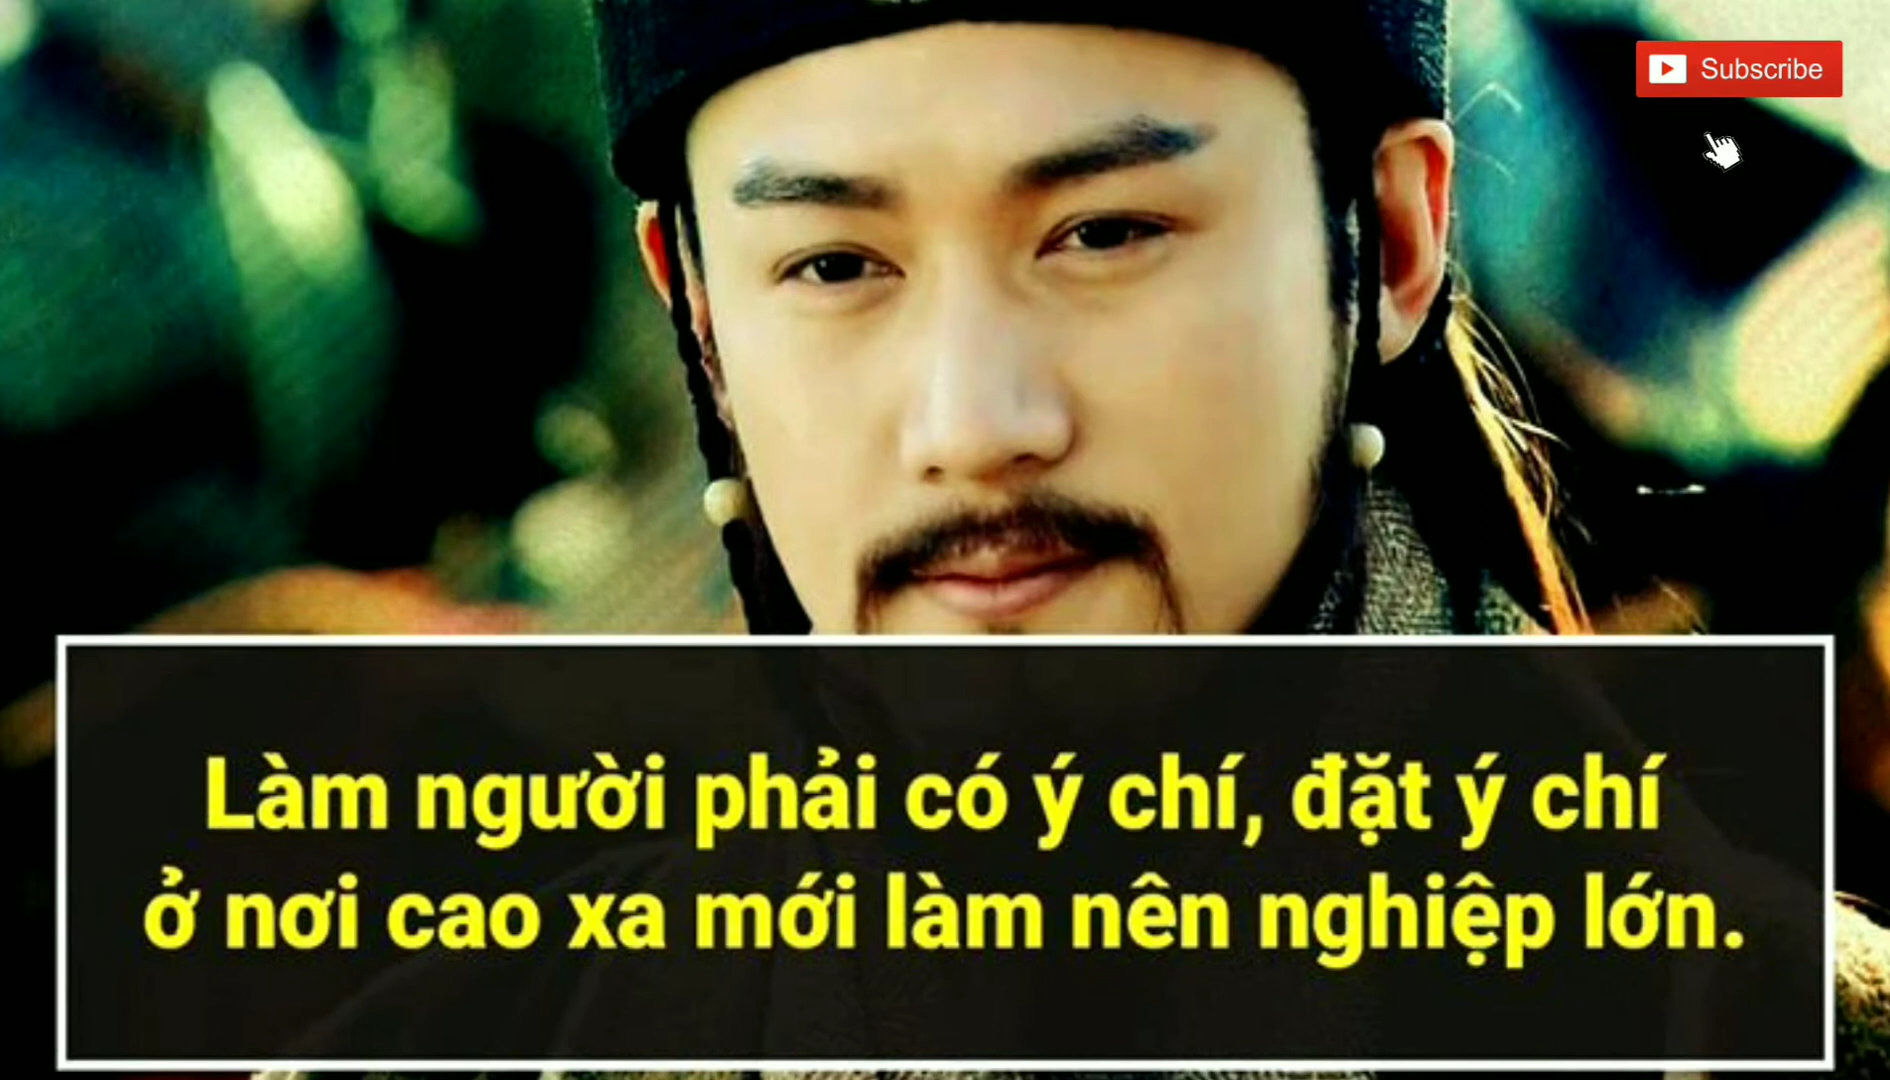 Subscribe
Làm người phải có ý chí, đặt ý chí
ở nơi cao xa mới làm nên nghiệp lớn.